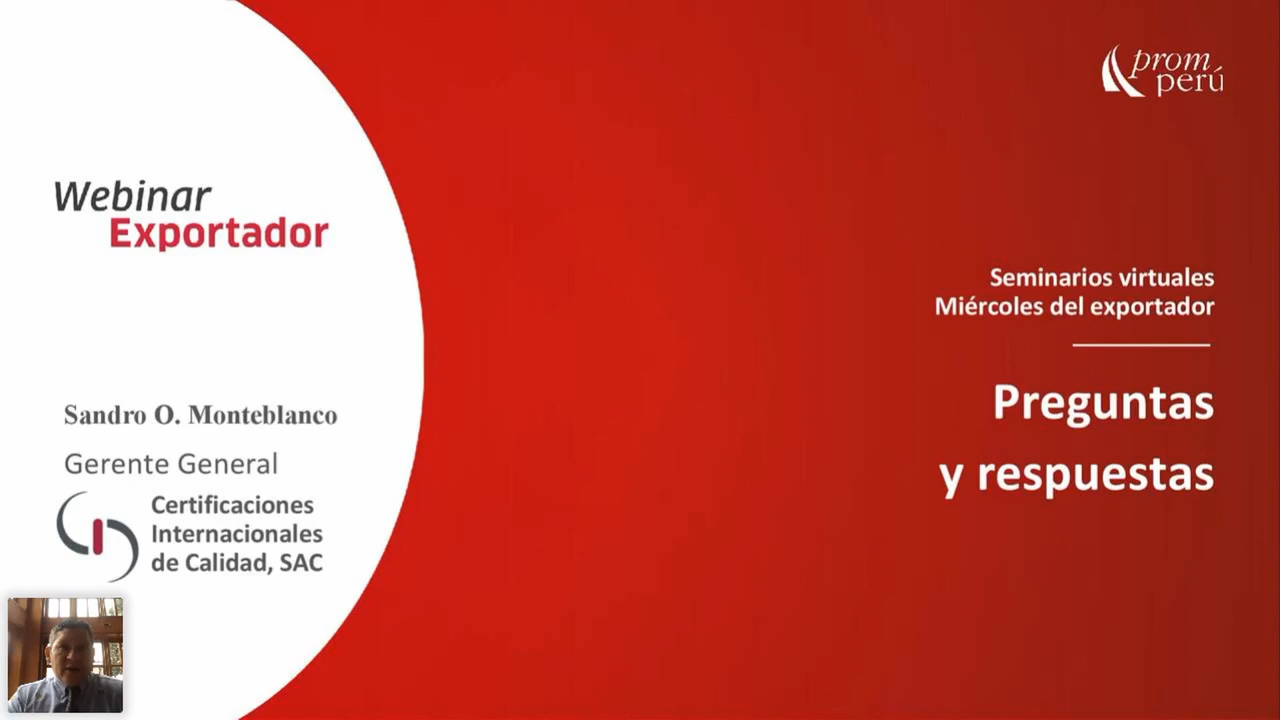 Webinar
Exportador
Sandro O. Monteblanco
Gerente General
Certificaciones
Internacionales
de Calidad, SAC
prom
perú
Seminarios virtuales
Miércoles del exportador
Preguntas
y respuestas